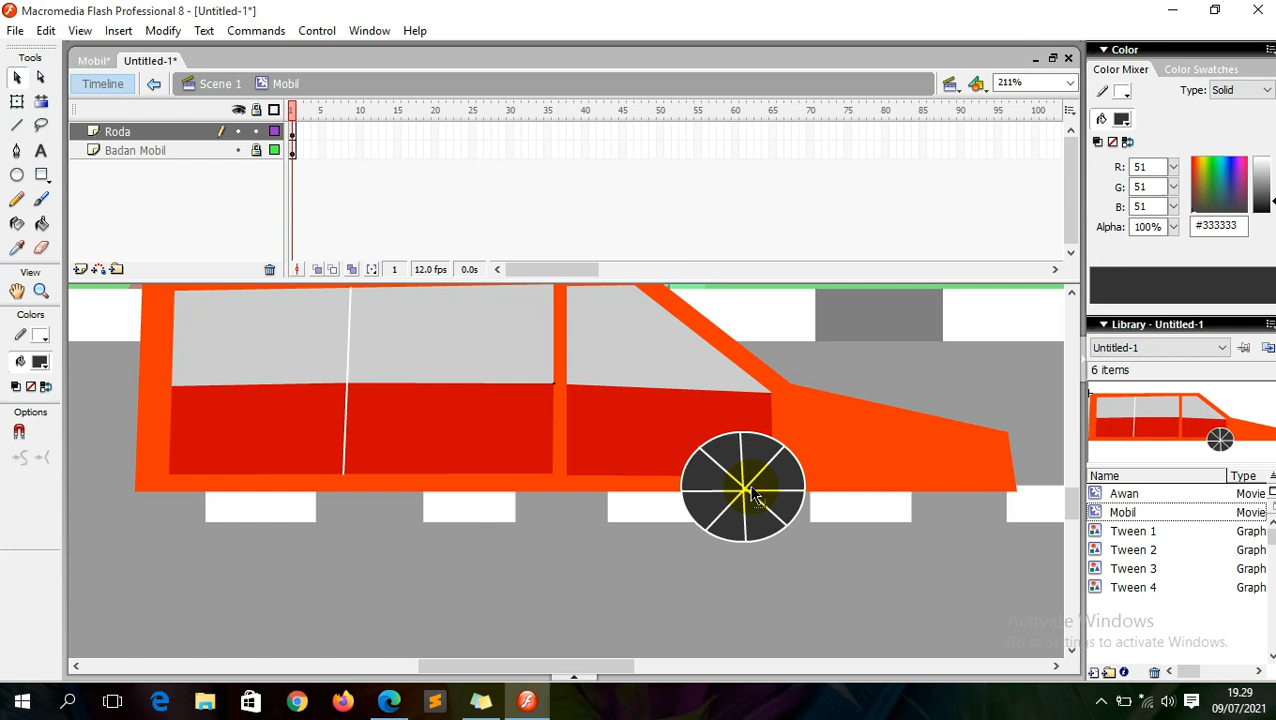 Macromedia Flash Professional 8 - [Untitled-1*]
File Edit View Insert Modify Text Commands Control Window Help
Tools
View
Colors
Options
Mobil* Untitled-1*
Timeline Scene 1 Mobil 211%
1 5 10 15 20 25 30 35 40 45 50 55 60 65 70 75 80 85 90 95 100
Roda
Badan Mobil
1 12.0 fps 0.0s
Color
Color Mixer Color Swatches
Type: Solid
R: 51
G: 51
B: 51
Alpha: 100% #333333
Library - Untitled-1
Untitled-1
6 items
Name Type
Awan Movie
Mobil Movie
Tween 1 Graph
Tween 2 Graph
Tween 3 Graph
Tween 4 Graph
Activate Windows
Go to Settings to activate Windows.
19.29
09/07/2021